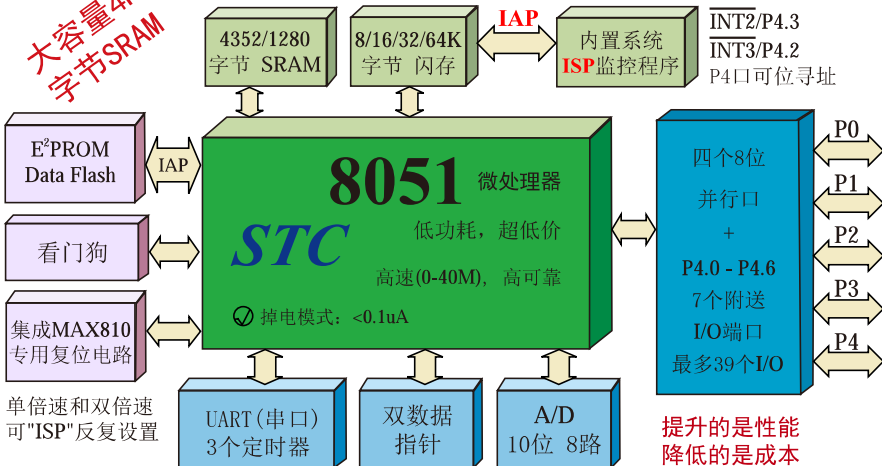 大容量
字节SRAM
4352/1280
字节 SRAM
8/16/32/64K
字节 闪存
IAP
内置系统
ISP监控程序
INT2/P4.3
INT3/P4.2
P4口可位寻址
E²PROM
Data Flash
IAP
看门狗
集成MAX810
专用复位电路
单倍速和双倍速
可"ISP"反复设置
8051 微处理器
STC
低功耗，超低价
高速(0-40M)，高可靠
掉电模式：<0.1uA
四个8位
并行口
+
P4.0 - P4.6
7个附送
I/O端口
最多39个I/O
P0
P1
P2
P3
P4
UART(串口)
3个定时器
双数据
指针
A/D
10位 8路
提升的是性能
降低的是成本